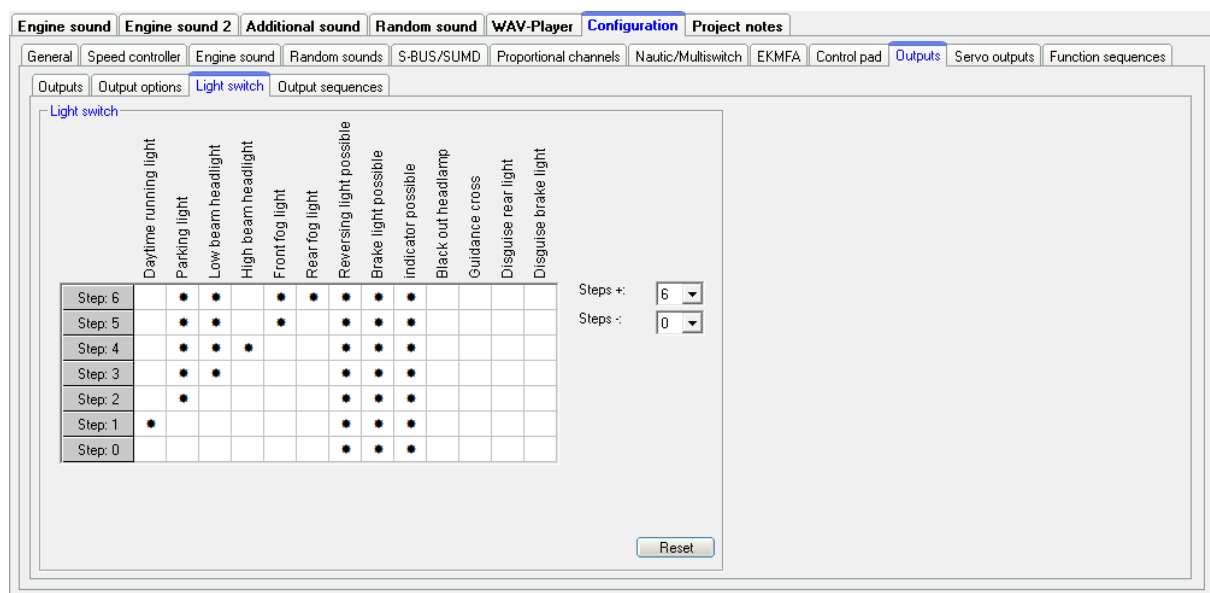 Engine sound Engine sound 2 Additional sound Random sound WAV-Player Configuration Project notes
General Speed controller Engine sound Random sounds S-BUS/SUMD Proportional channels Nautic/Multiswitch EKMFA Control pad Outputs Servo outputs Function sequences
Outputs Output options Light switch Output sequences
Light switch
Daytime running light
Parking light
Low beam headlight
High beam headlight
Front fog light
Rear fog light
Reversing light possible
Brake light possible
indicator possible
Black out headlamp
Guidance cross
Disguise rear light
Disguise brake light
Step: 6
Step: 5
Step: 4
Step: 3
Step: 2
Step: 1
Step: 0
Steps +: 6
Steps -: 0
Reset